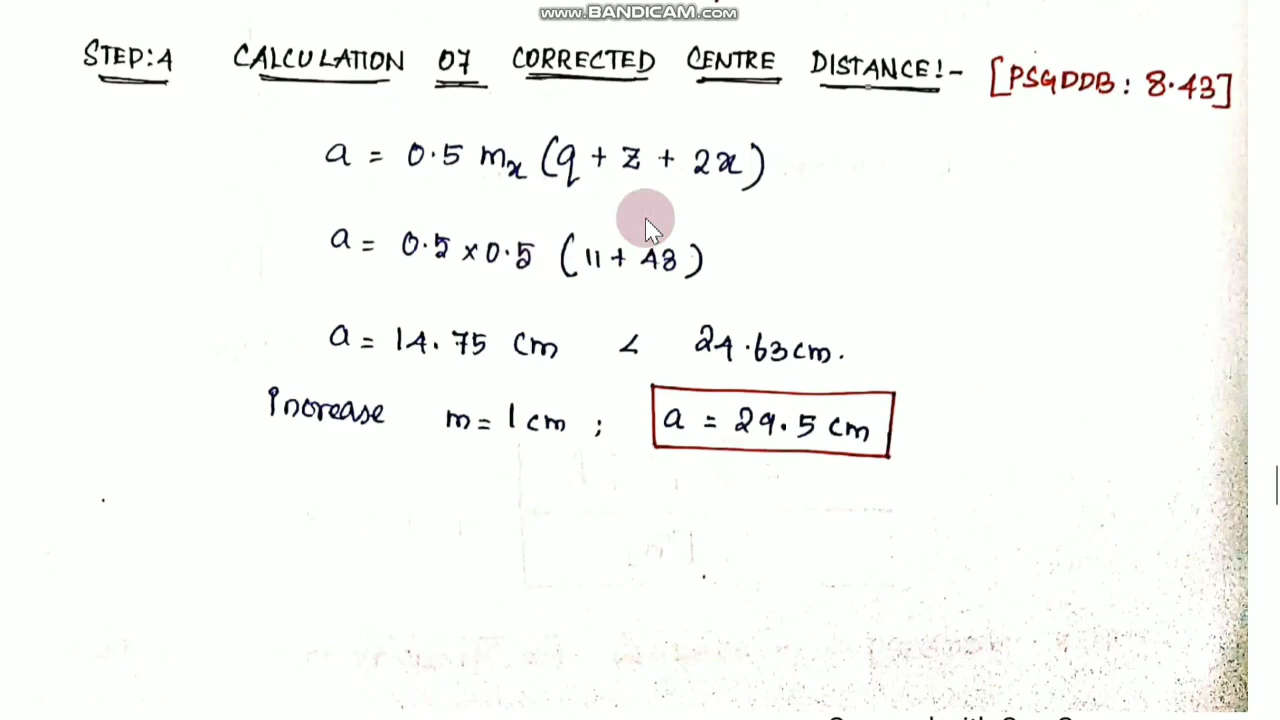 www.BANDICAM.com
STEP:4 CALCULATION OF CORRECTED CENTRE DISTANCE!- [PSGDDB: 8.43]
a = 0.5 mx (q + z + 2x)
a = 0.5 × 0.5 (11 + 48)
a = 14.75 cm < 24.63cm.
Increase m = 1 cm ; a = 29.5 cm